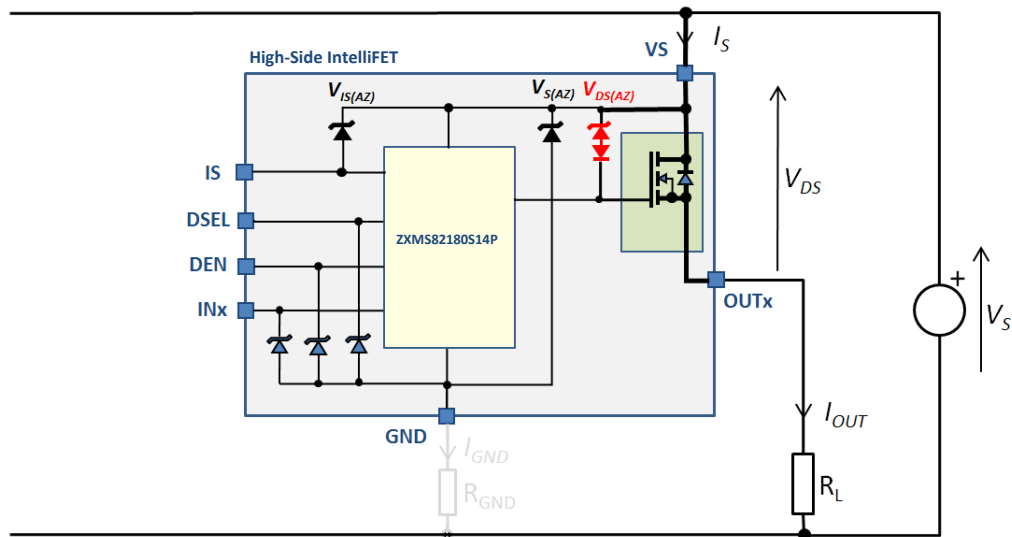 VS
I_S
High-Side IntelliFET
V_IS(AZ)
V_S(AZ)
V_DS(AZ)
IS
DSEL
DEN
INx
ZXMS82180S14P
V_DS
OUTx
+
V_S
GND
I_GND
R_GND
I_OUT
R_L